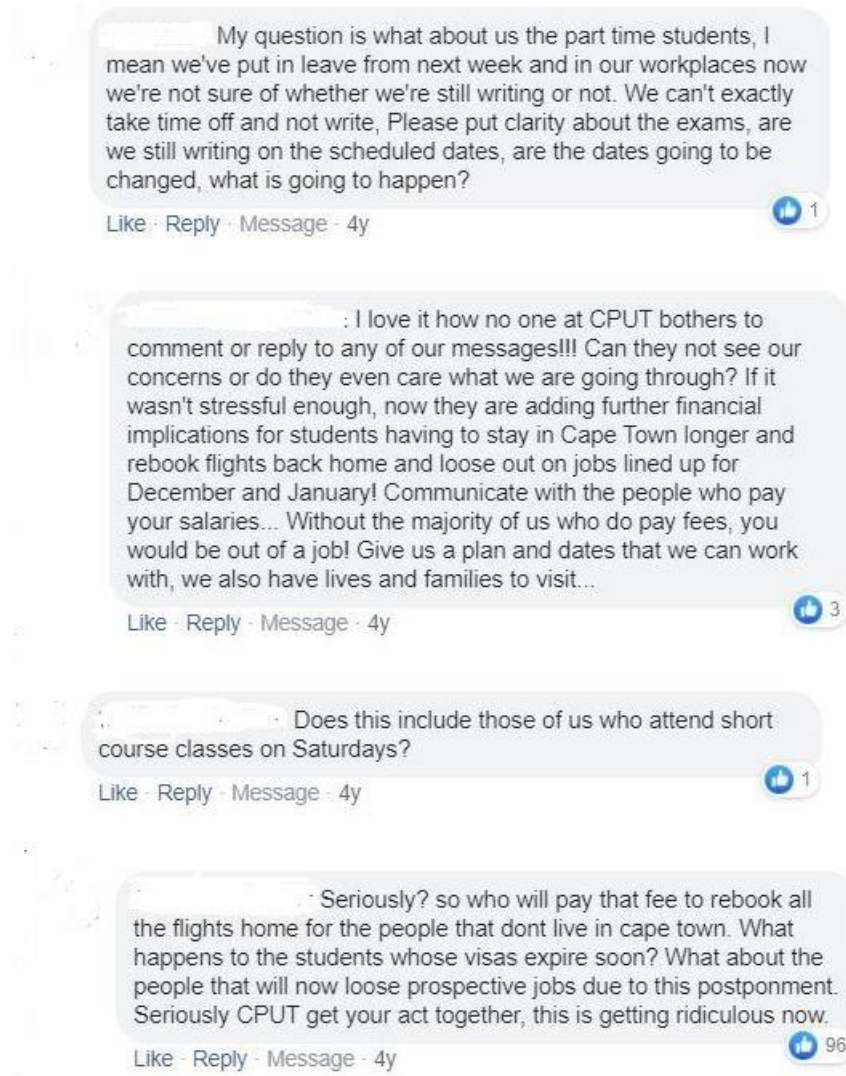 My question is what about us the part time students, I
mean we've put in leave from next week and in our workplaces now
we're not sure of whether we're still writing or not. We can't exactly
take time off and not write, Please put clarity about the exams, are
we still writing on the scheduled dates, are the dates going to be
changed, what is going to happen?
1
Like · Reply · Message · 4y
: I love it how no one at CPUT bothers to
comment or reply to any of our messages!!! Can they not see our
concerns or do they even care what we are going through? If it
wasn't stressful enough, now they are adding further financial
implications for students having to stay in Cape Town longer and
rebook flights back home and loose out on jobs lined up for
December and January! Communicate with the people who pay
your salaries... Without the majority of us who do pay fees, you
would be out of a job! Give us a plan and dates that we can work
with, we also have lives and families to visit...
3
Like · Reply · Message · 4y
Does this include those of us who attend short
course classes on Saturdays?
1
Like · Reply · Message · 4y
Seriously? so who will pay that fee to rebook all
the flights home for the people that dont live in cape town. What
happens to the students whose visas expire soon? What about the
people that will now loose prospective jobs due to this postponment.
Seriously CPUT get your act together, this is getting ridiculous now.
96
Like · Reply · Message · 4y